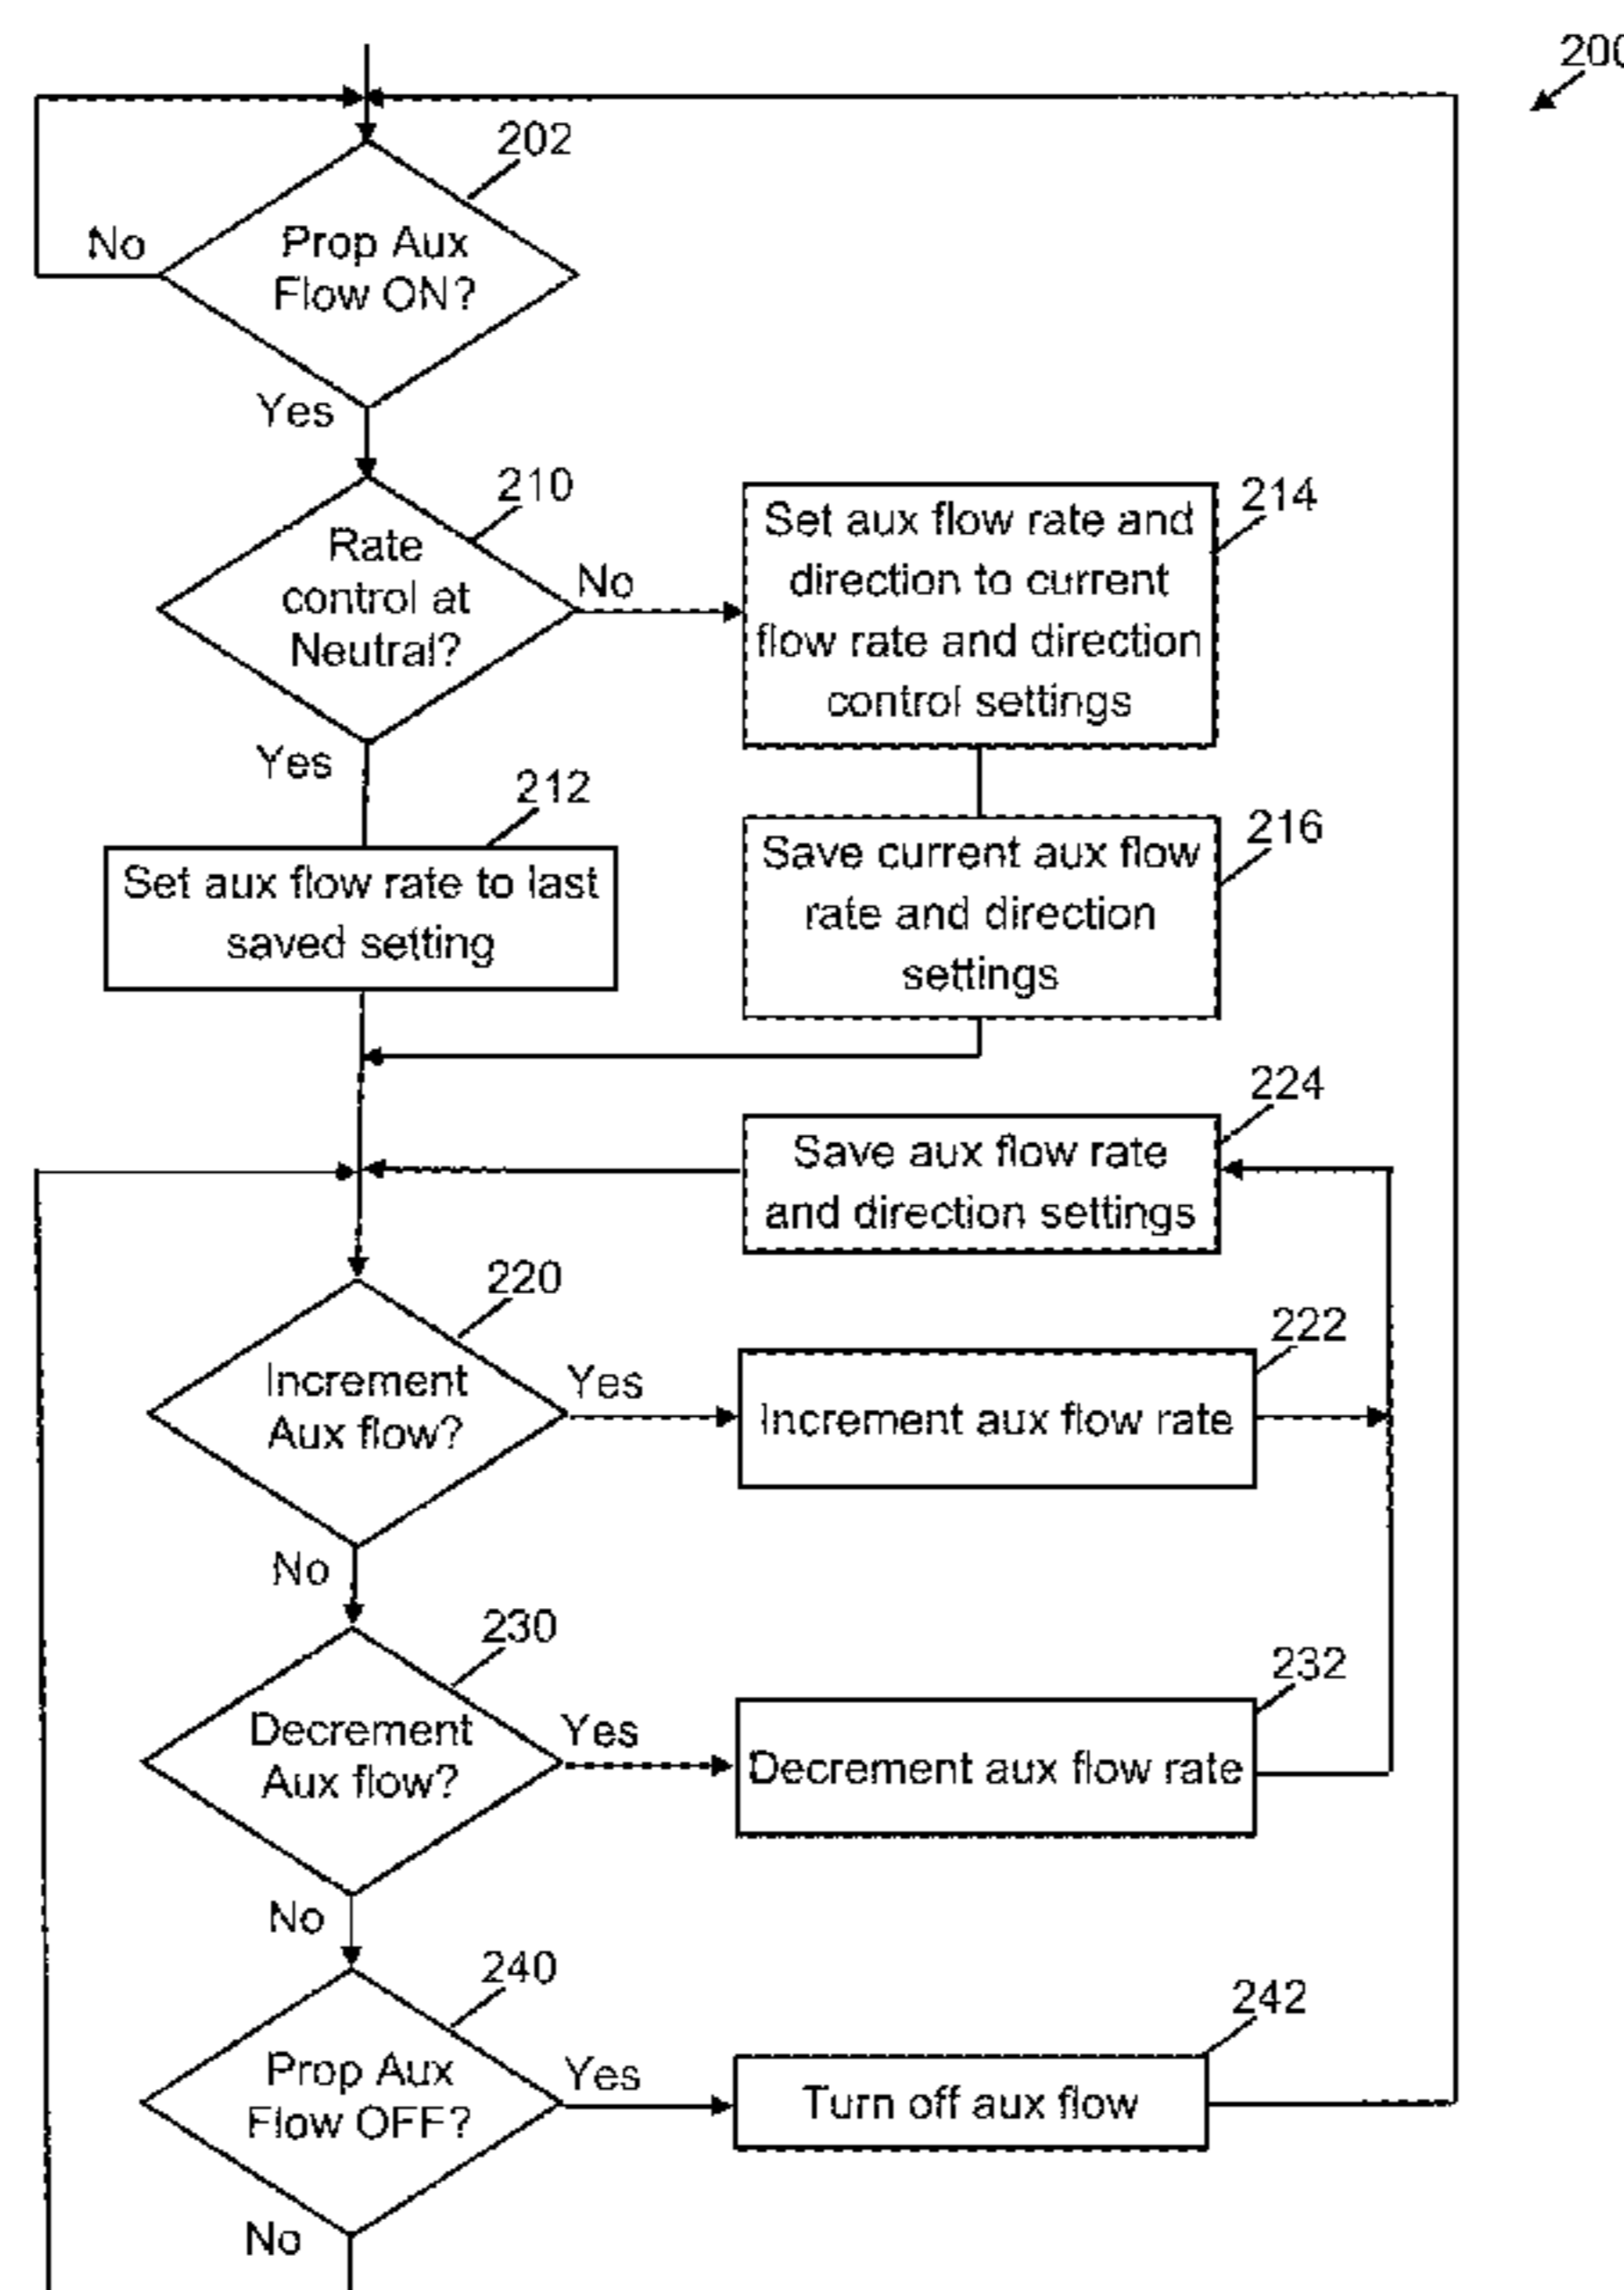 200
202
No
Prop Aux
Flow ON?
Yes
210
Rate
control at
Neutral?
No
214
Set aux flow rate and
direction to current
flow rate and direction
control settings
Yes
212
Set aux flow rate to last
saved setting
216
Save current aux flow
rate and direction
settings
224
Save aux flow rate
and direction settings
220
Increment
Aux flow?
Yes
222
Increment aux flow rate
No
230
Decrement
Aux flow?
Yes
232
Decrement aux flow rate
No
240
Prop Aux
Flow OFF?
Yes
242
Turn off aux flow
No